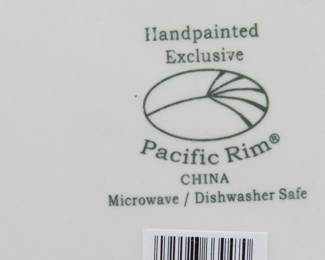 Handpainted
Exclusive
Pacific Rim®
CHINA
Microwave / Dishwasher Safe